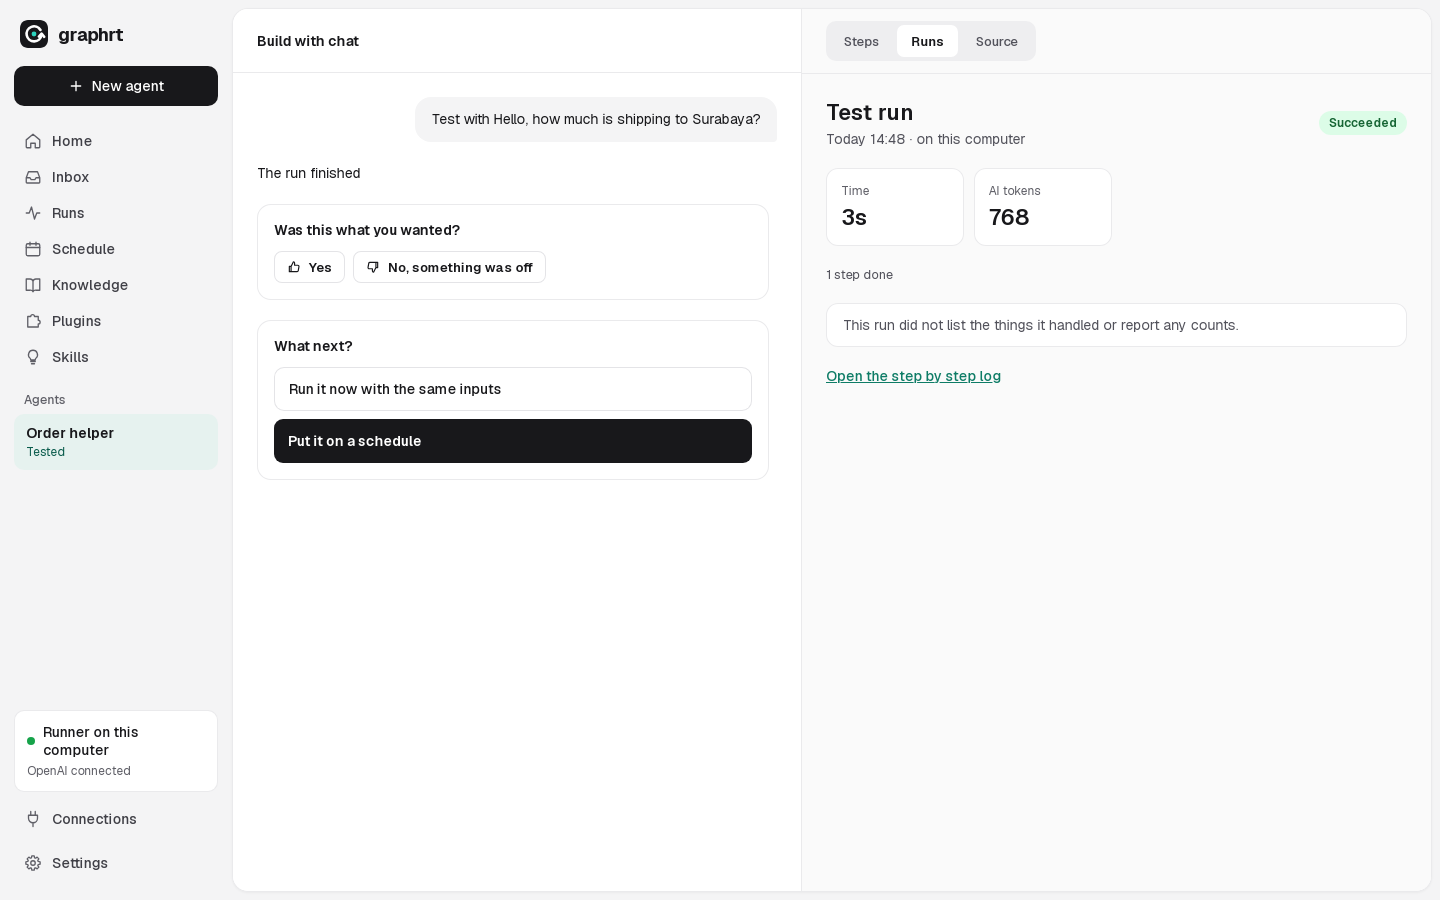 graphrt
New agent
Home
Inbox
Runs
Schedule
Knowledge
Plugins
Skills
Agents
Order helper
Tested
Runner on this
computer
OpenAI connected
Connections
Settings
Build with chat
Test with Hello, how much is shipping to Surabaya?
The run finished
Was this what you wanted?
Yes
No, something was off
What next?
Run it now with the same inputs
Put it on a schedule
Steps
Runs
Source
Test run
Today 14:48 · on this computer
Succeeded
Time
3s
AI tokens
768
1 step done
This run did not list the things it handled or report any counts.
Open the step by step log